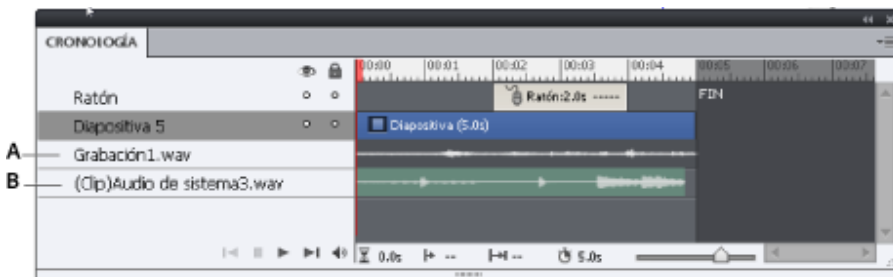 CRONOLOGÍA
00:00 00:01 00:02 00:03 00:04 00:05 00:06 00:07
Ratón Ratón:2.0s ----- FIN
Diapositiva 5 Diapositiva (5.0s)
A Grabación1.wav
B (Clip)Audio de sistema3.wav
0.0s -- -- 5.0s